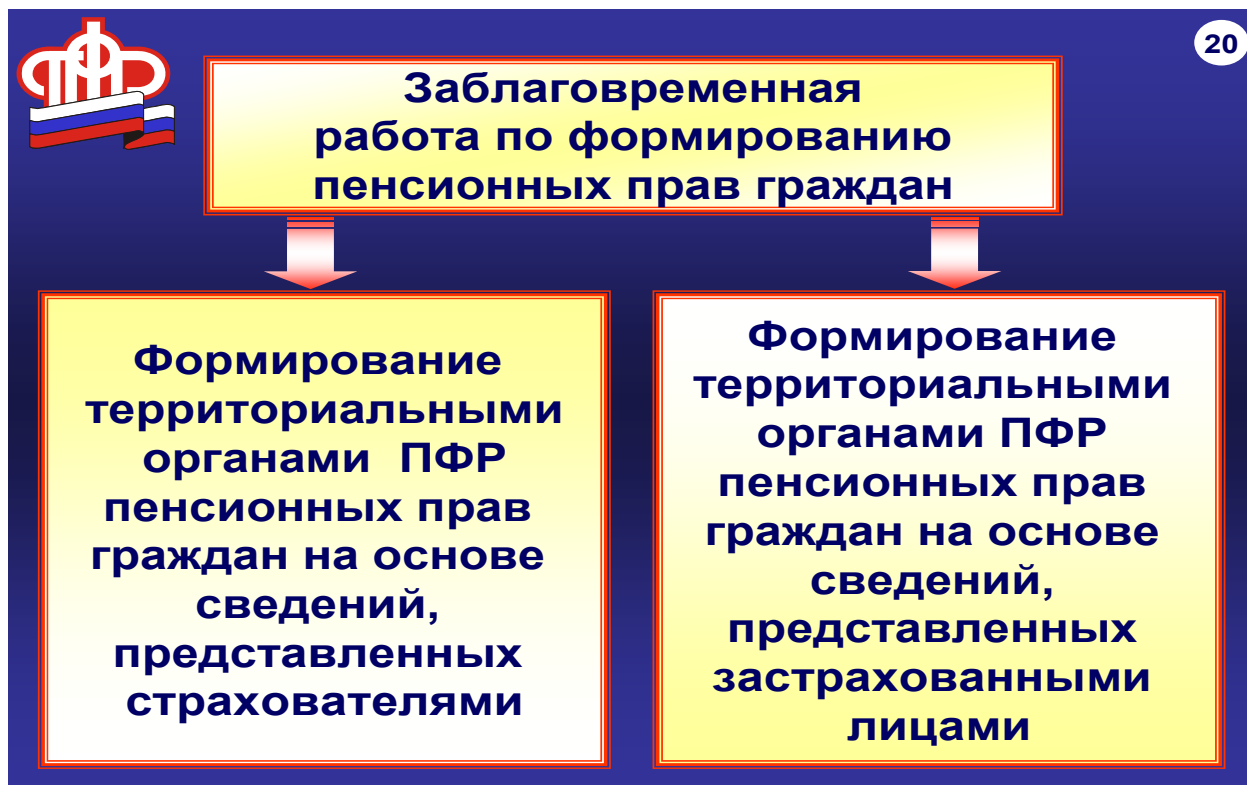 20
Заблаговременная
работа по формированию
пенсионных прав граждан
Формирование
территориальными
органами ПФР
пенсионных прав
граждан на основе
сведений,
представленных
страхователями
Формирование
территориальными
органами ПФР
пенсионных прав
граждан на основе
сведений,
представленных
застрахованными
лицами